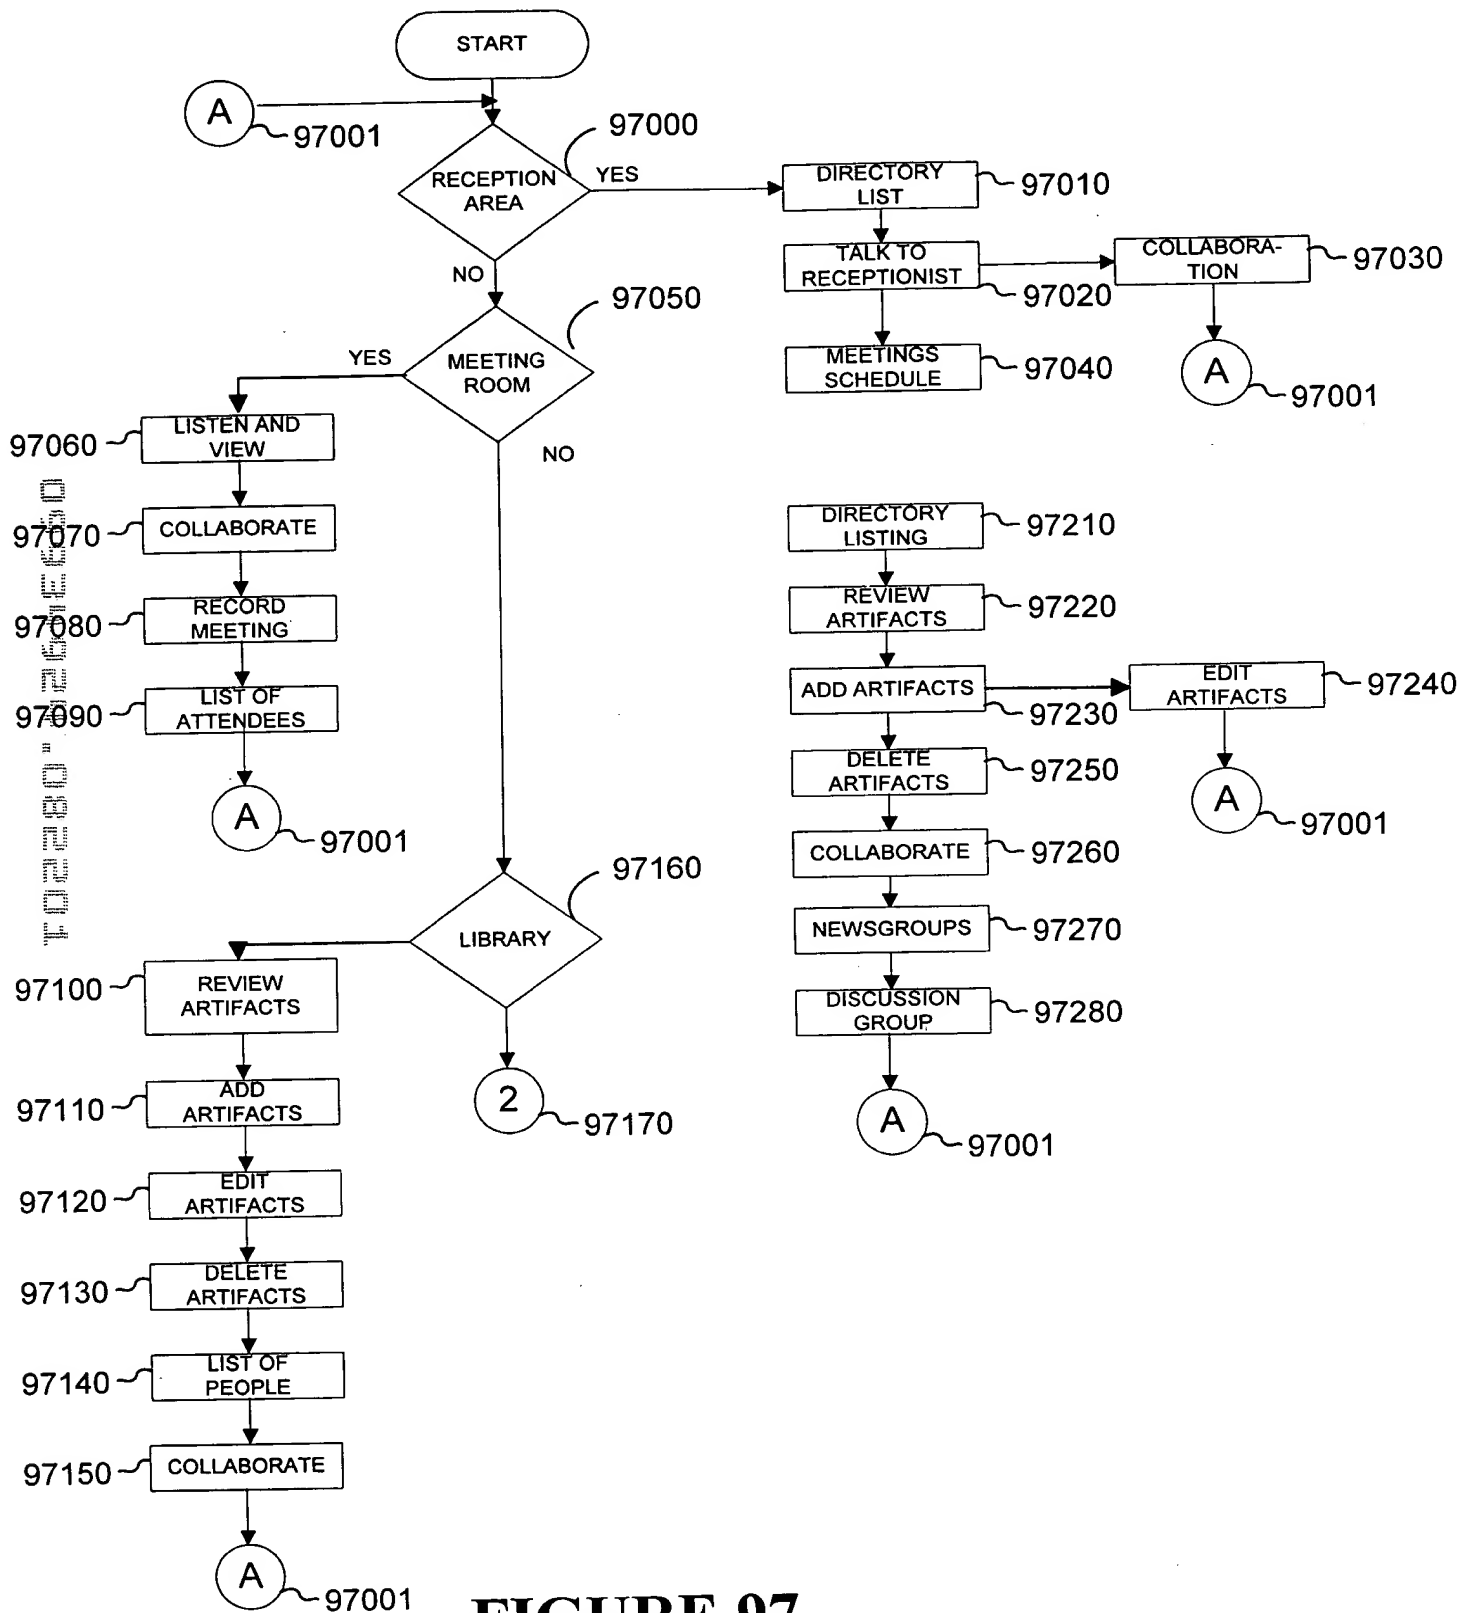 START
A
97001
97000
RECEPTION
AREA
YES
NO
DIRECTORY
LIST
97010
TALK TO
RECEPTIONIST
97020
COLLABORA-
TION
97030
MEETINGS
SCHEDULE
97040
A
97001
97050
MEETING
ROOM
YES
NO
LISTEN AND
VIEW
97060
COLLABORATE
97070
RECORD
MEETING
97080
LIST OF
ATTENDEES
97090
A
97001
97160
LIBRARY
2
97170
REVIEW
ARTIFACTS
97100
ADD
ARTIFACTS
97110
EDIT
ARTIFACTS
97120
DELETE
ARTIFACTS
97130
LIST OF
PEOPLE
97140
COLLABORATE
97150
A
97001
DIRECTORY
LISTING
97210
REVIEW
ARTIFACTS
97220
ADD ARTIFACTS
97230
EDIT
ARTIFACTS
97240
A
97001
DELETE
ARTIFACTS
97250
COLLABORATE
97260
NEWSGROUPS
97270
DISCUSSION
GROUP
97280
A
97001
FIGURE 97